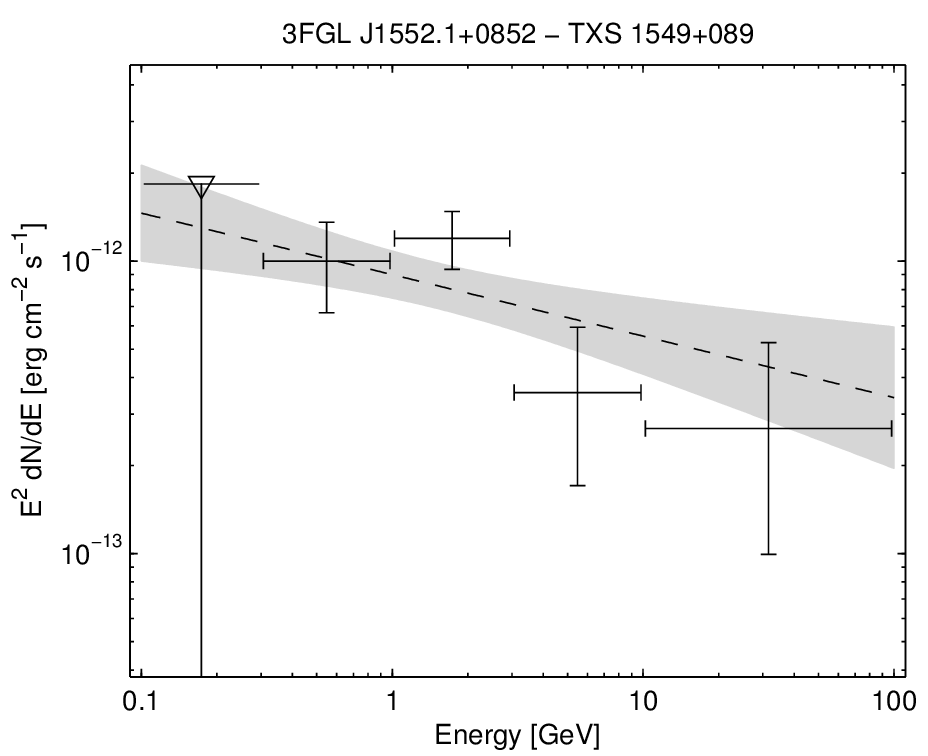 3FGL J1552.1+0852 − TXS 1549+089
E² dN/dE [erg cm⁻² s⁻¹]
10⁻¹²
10⁻¹³
0.1 1 10 100
Energy [GeV]